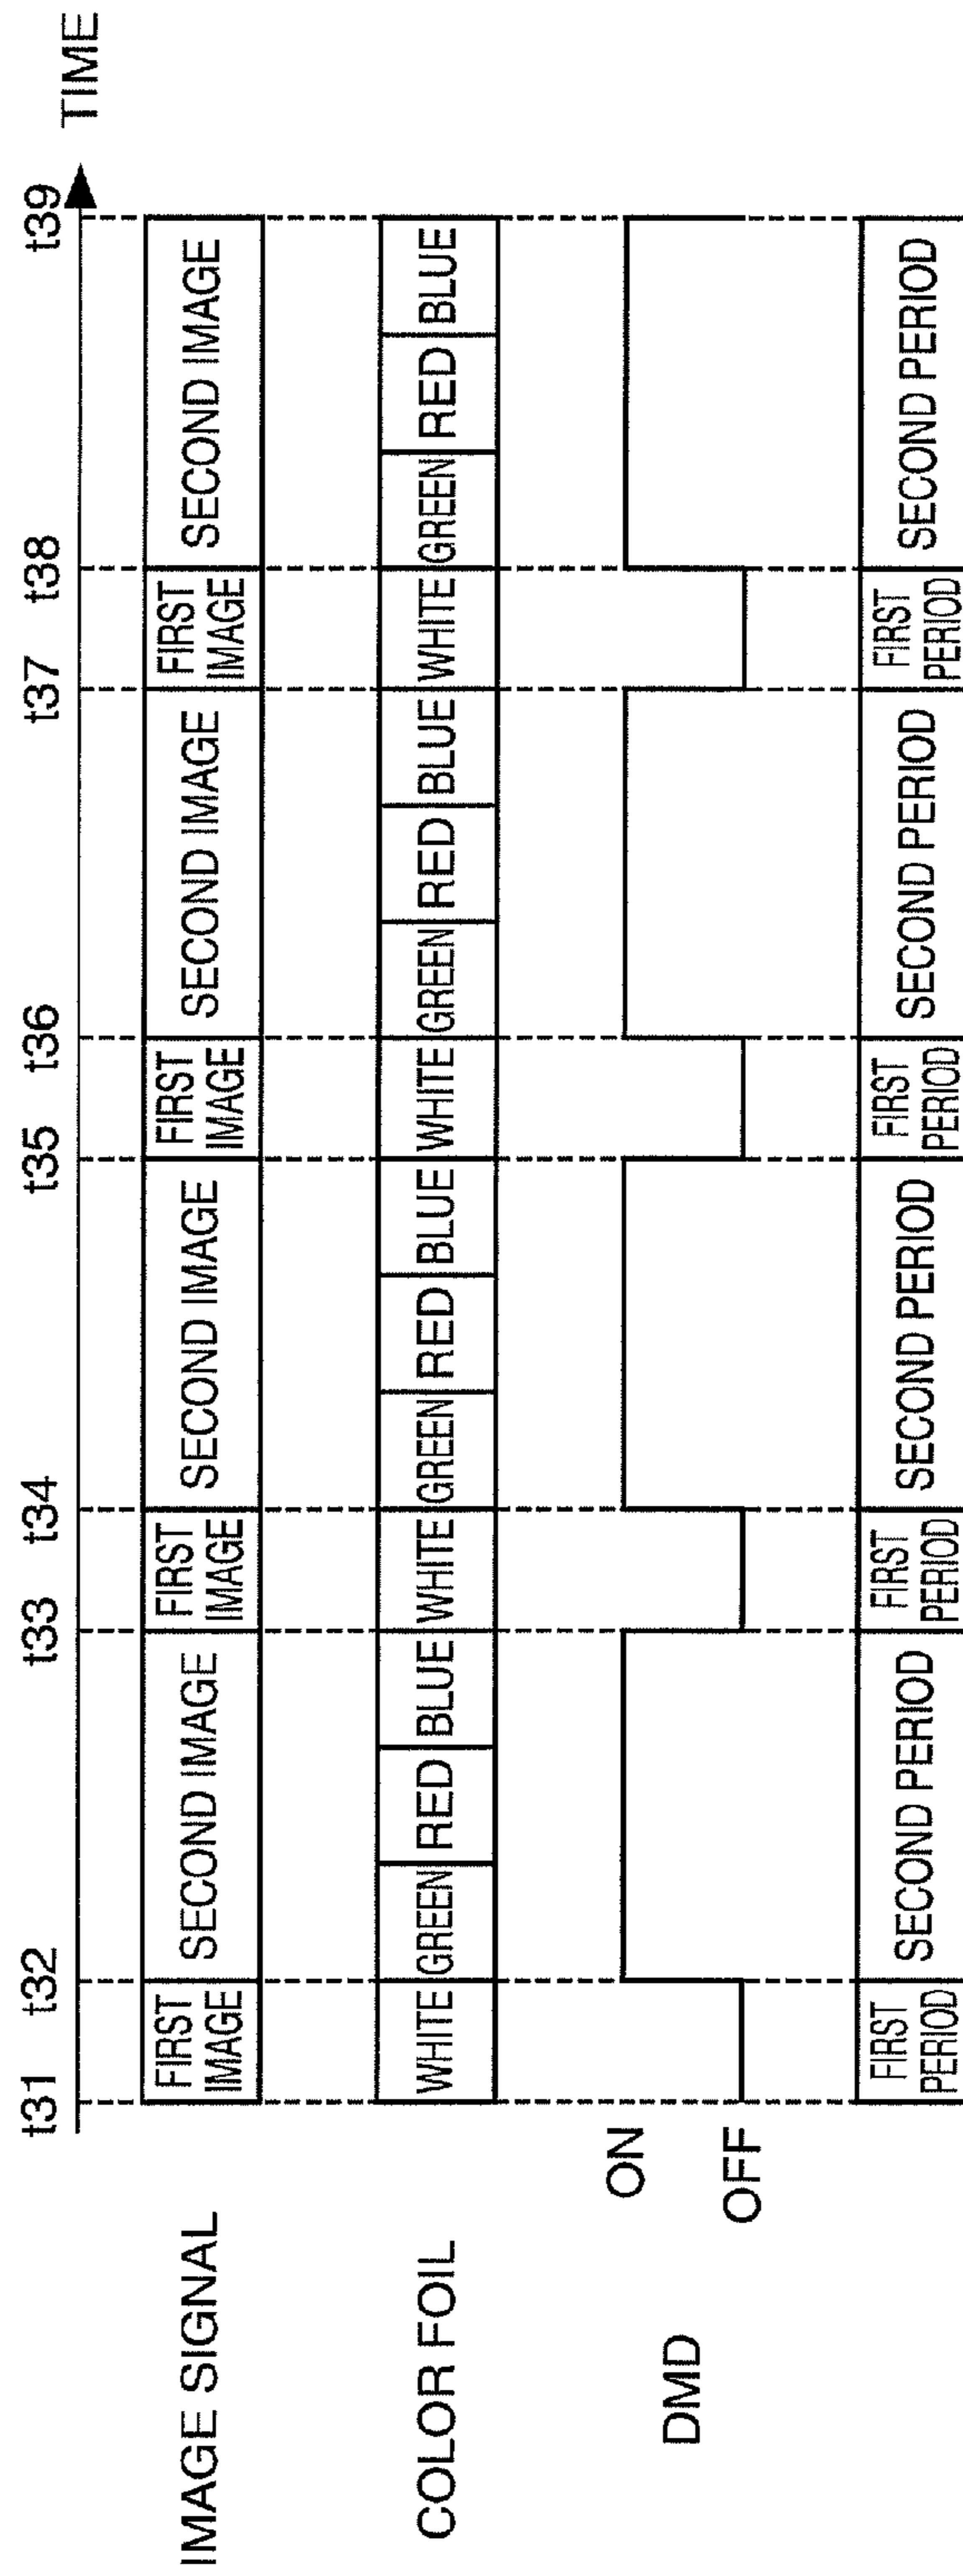 t31 t32 t33 t34 t35 t36 t37 t38 t39 TIME
IMAGE SIGNAL
FIRST IMAGE
SECOND IMAGE
FIRST IMAGE
SECOND IMAGE
FIRST IMAGE
SECOND IMAGE
FIRST IMAGE
SECOND IMAGE
COLOR FOIL
WHITE GREEN RED BLUE WHITE GREEN RED BLUE WHITE GREEN RED BLUE WHITE GREEN RED BLUE
DMD
ON
OFF
FIRST PERIOD
SECOND PERIOD
FIRST PERIOD
SECOND PERIOD
FIRST PERIOD
SECOND PERIOD
FIRST PERIOD
SECOND PERIOD